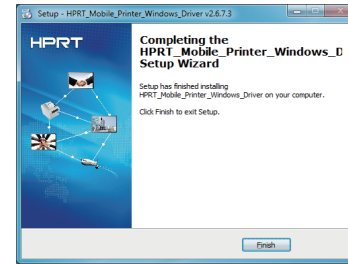 Setup - HPRT_Mobile_Printer_Windows_Driver v2.6.7.3
HPRT
Completing the
HPRT_Mobile_Printer_Windows_D
Setup Wizard
Setup has finished installing
HPRT_Mobile_Printer_Windows_Driver on your computer.
Click Finish to exit Setup.
Finish